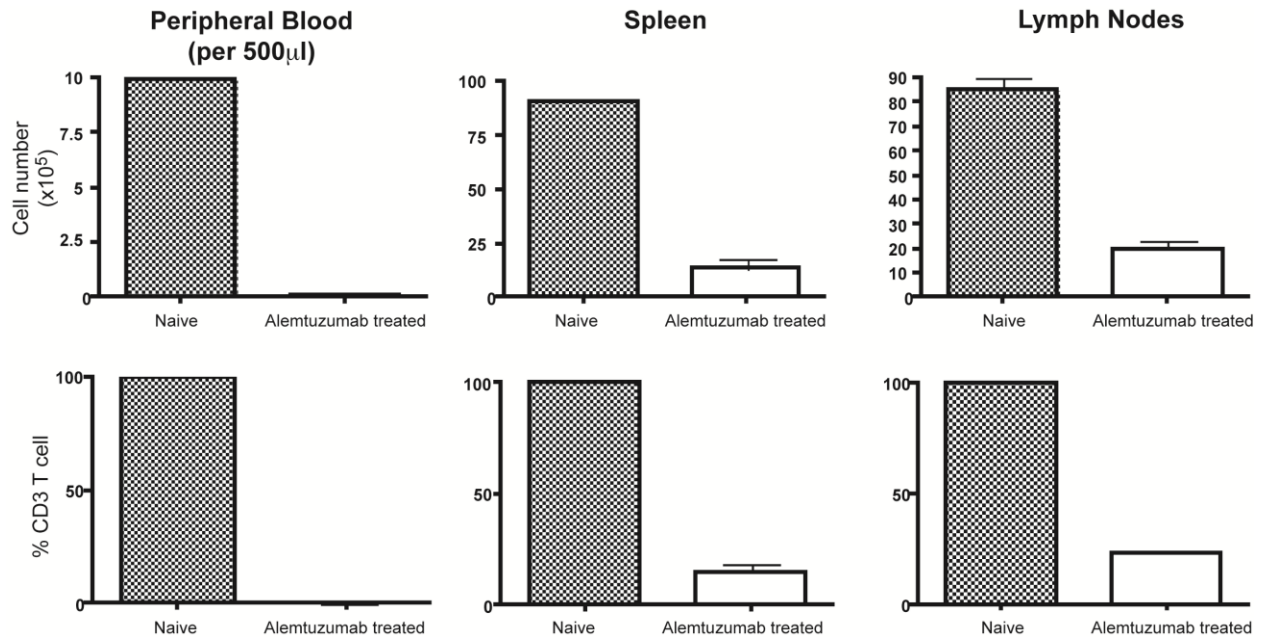 Peripheral Blood
(per 500μl)
Spleen
Lymph Nodes
Cell number
(x10⁵)
10
7.5
5
2.5
0
Naive
Alemtuzumab treated
100
75
50
25
0
Naive
Alemtuzumab treated
90
80
70
60
50
40
30
20
10
0
Naive
Alemtuzumab treated
% CD3 T cell
100
50
0
Naive
Alemtuzumab treated
100
50
0
Naive
Alemtuzumab treated
100
50
0
Naive
Alemtuzumab treated